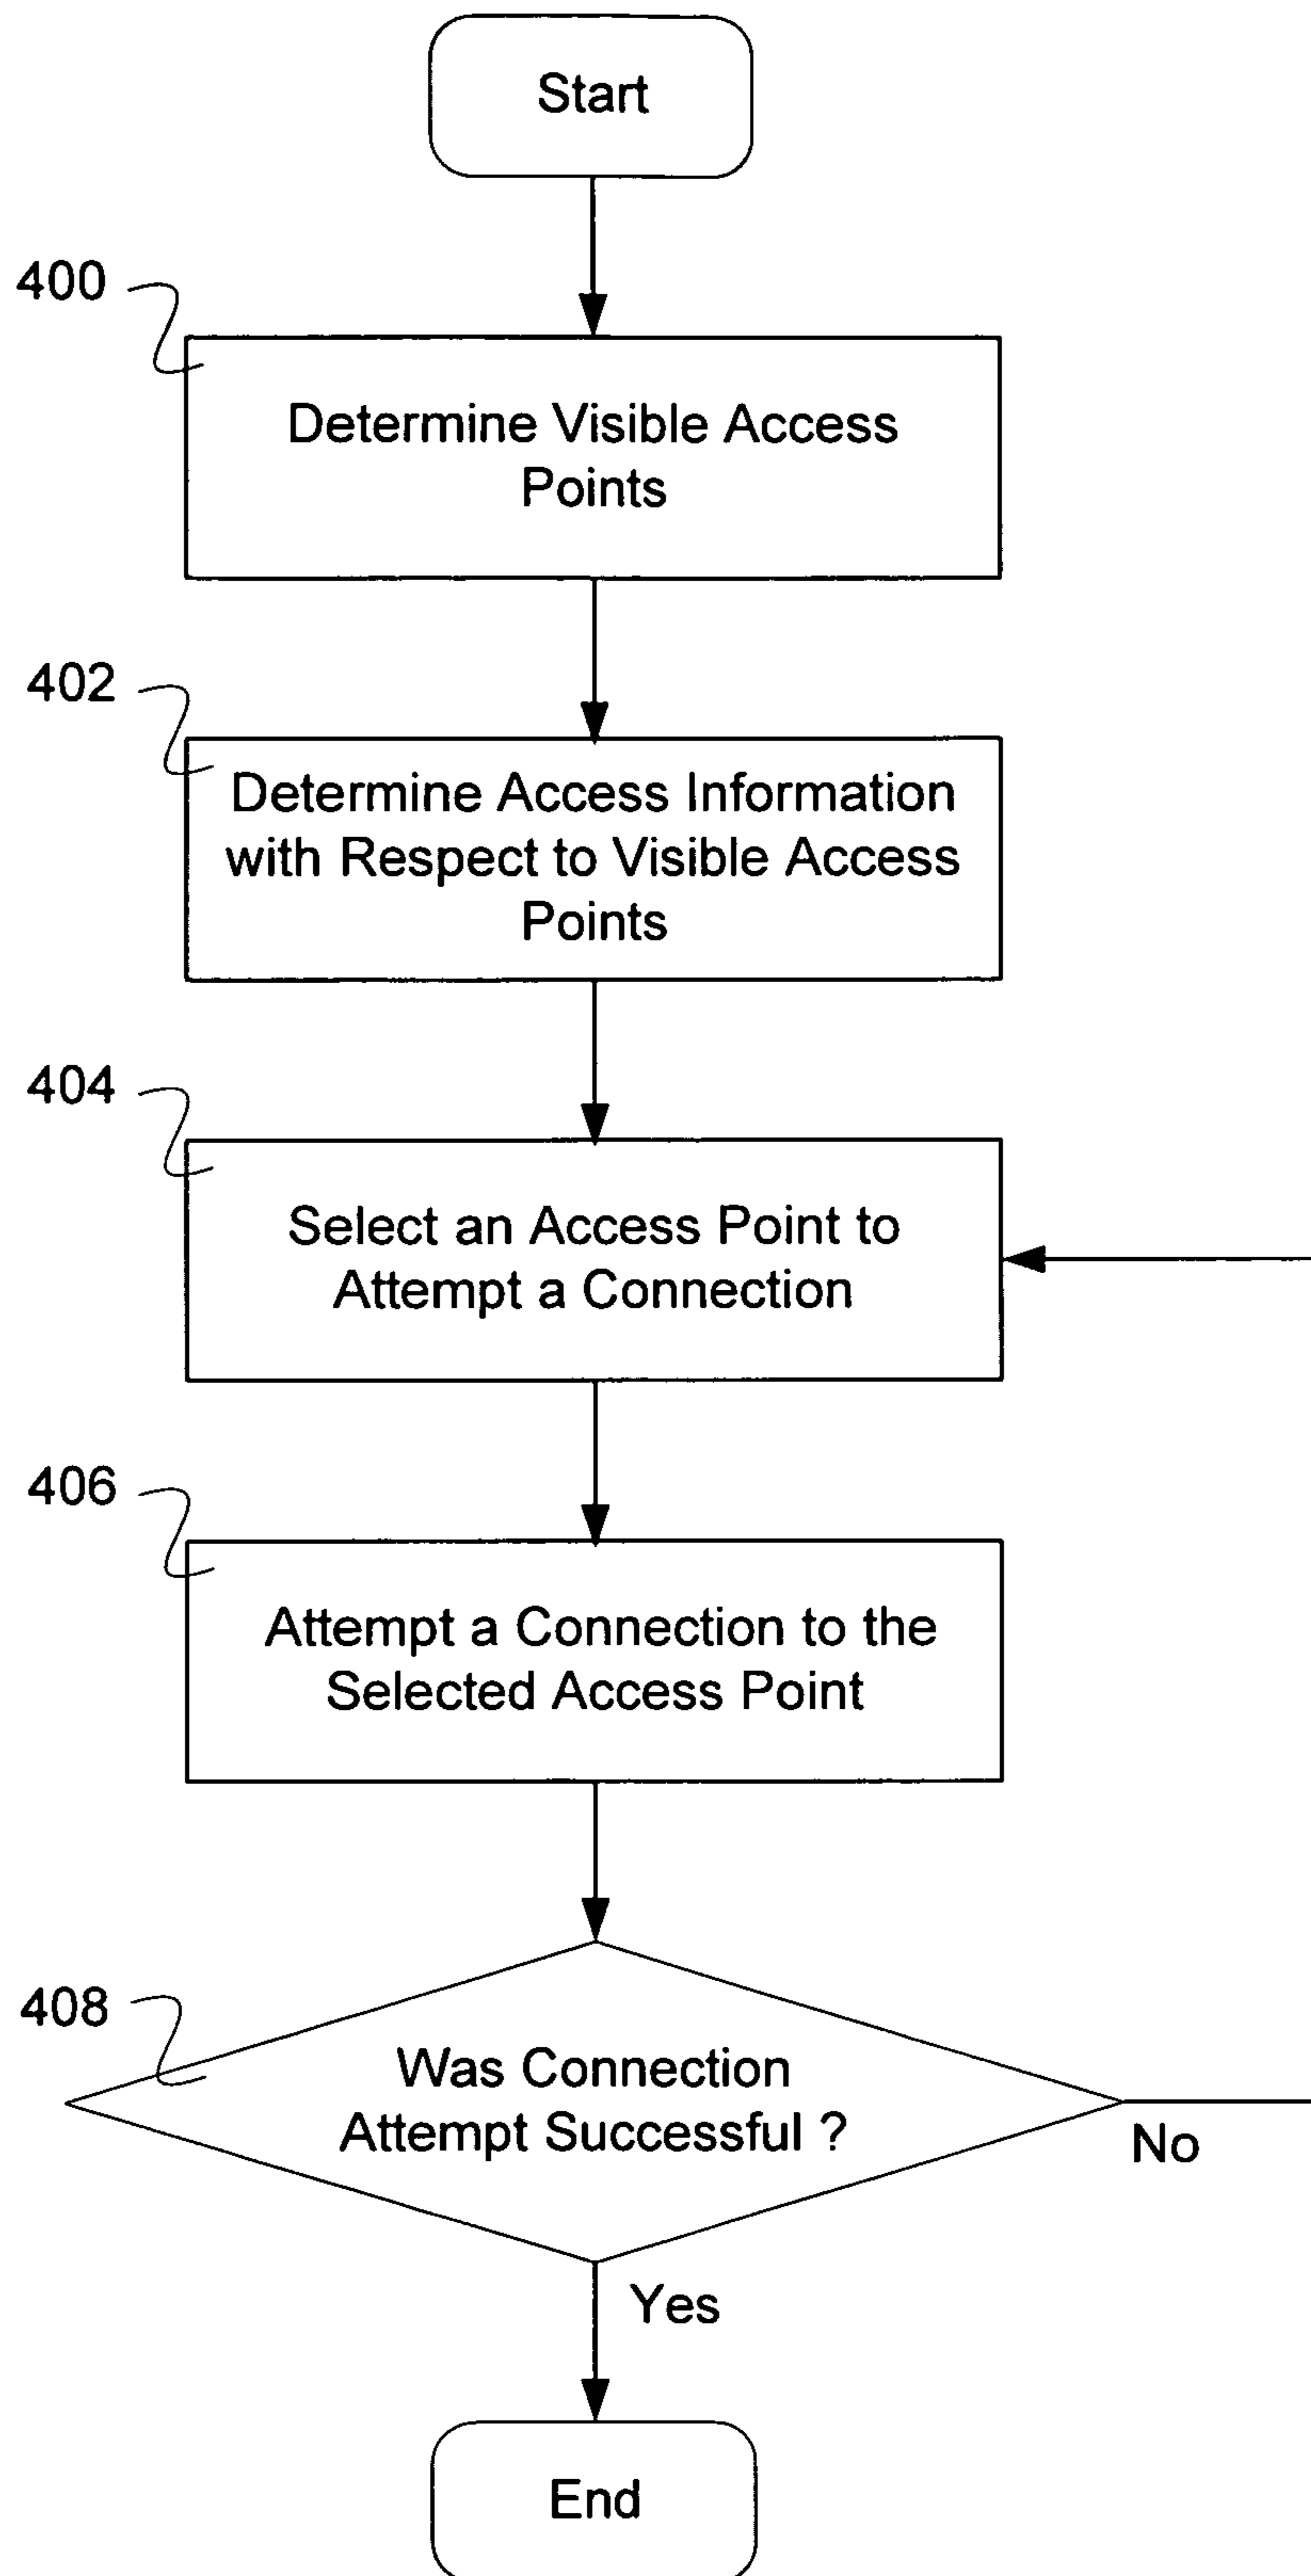 Start
400
Determine Visible Access
Points
402
Determine Access Information
with Respect to Visible Access
Points
404
Select an Access Point to
Attempt a Connection
406
Attempt a Connection to the
Selected Access Point
408
Was Connection
Attempt Successful ?
No
Yes
End